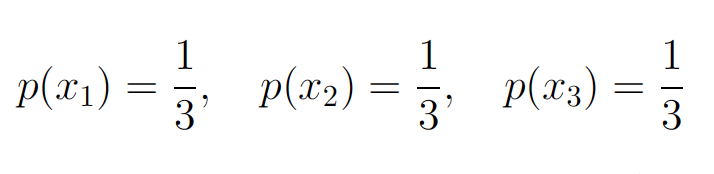 p(x₁) = 1/3, p(x₂) = 1/3, p(x₃) = 1/3